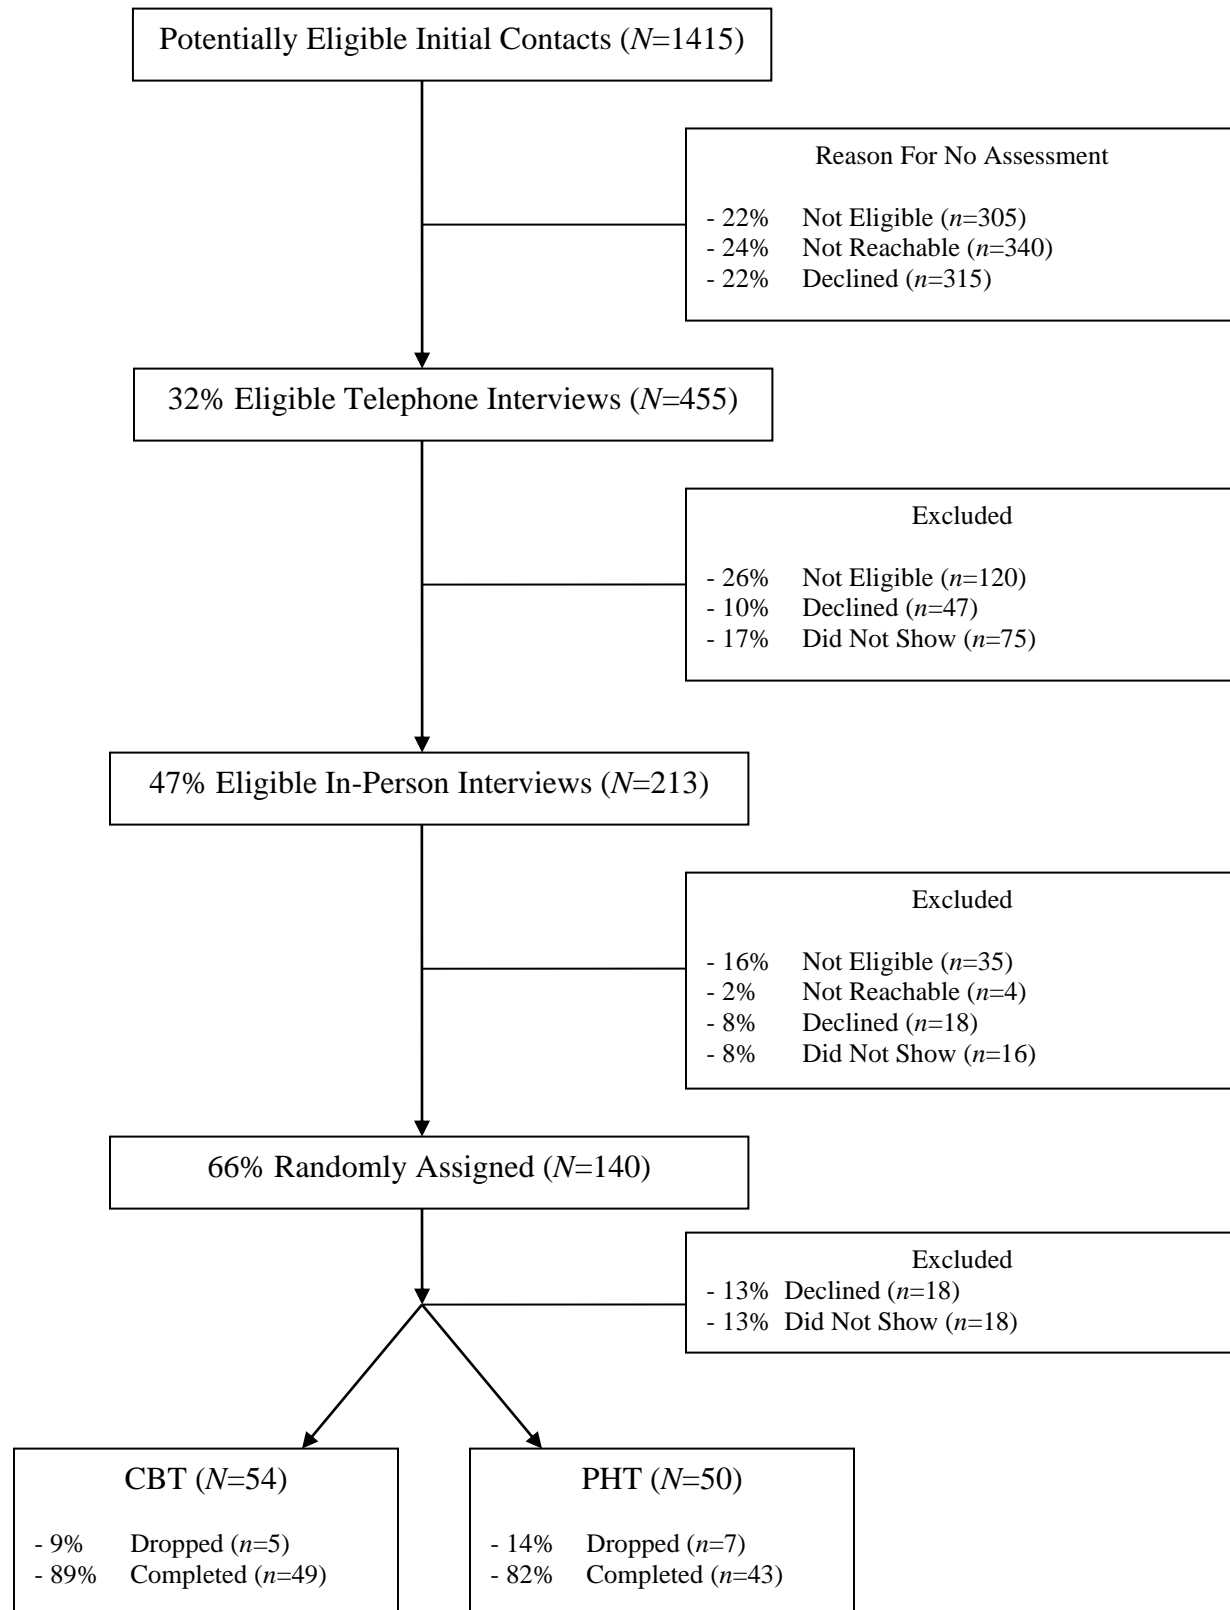 Potentially Eligible Initial Contacts (N=1415)
Reason For No Assessment
- 22% Not Eligible (n=305)
- 24% Not Reachable (n=340)
- 22% Declined (n=315)
32% Eligible Telephone Interviews (N=455)
Excluded
- 26% Not Eligible (n=120)
- 10% Declined (n=47)
- 17% Did Not Show (n=75)
47% Eligible In-Person Interviews (N=213)
Excluded
- 16% Not Eligible (n=35)
- 2% Not Reachable (n=4)
- 8% Declined (n=18)
- 8% Did Not Show (n=16)
66% Randomly Assigned (N=140)
Excluded
- 13% Declined (n=18)
- 13% Did Not Show (n=18)
CBT (N=54)
- 9% Dropped (n=5)
- 89% Completed (n=49)
PHT (N=50)
- 14% Dropped (n=7)
- 82% Completed (n=43)